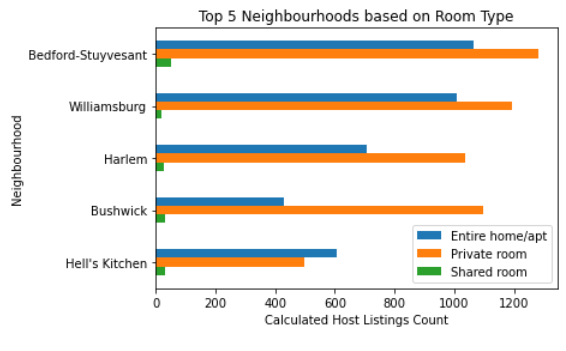 Top 5 Neighbourhoods based on Room Type
Neighbourhood
Bedford-Stuyvesant
Williamsburg
Harlem
Bushwick
Hell's Kitchen
Entire home/apt
Private room
Shared room
0 200 400 600 800 1000 1200
Calculated Host Listings Count